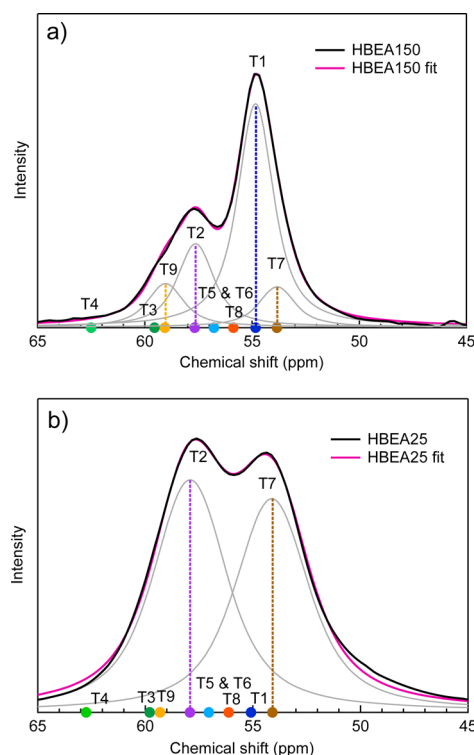 a)
T1
HBEA150
HBEA150 fit
Intensity
T2
T9
T7
T5 & T6
T4
T3
T8
65
60
55
50
45
Chemical shift (ppm)
b)
HBEA25
HBEA25 fit
T2
T7
Intensity
T5 & T6
T4
T3
T9
T8
T1
65
60
55
50
45
Chemical shift (ppm)